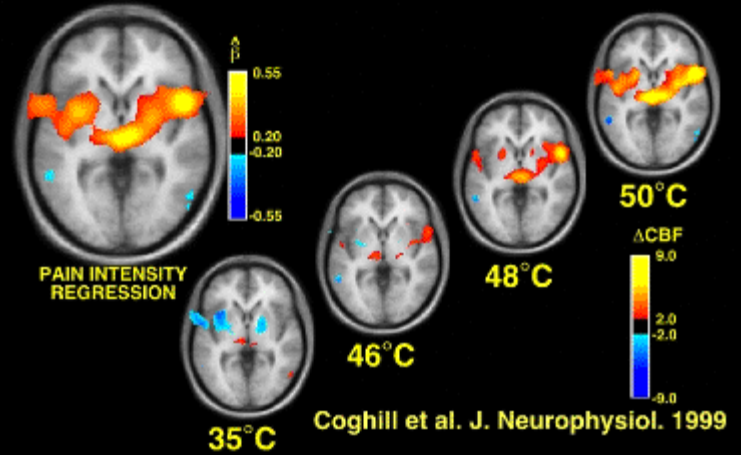 β̂
0.55
0.20
-0.20
-0.55
PAIN INTENSITY
REGRESSION
35°C
46°C
48°C
50°C
ΔCBF
9.0
2.0
-2.0
-9.0
Coghill et al. J. Neurophysiol. 1999